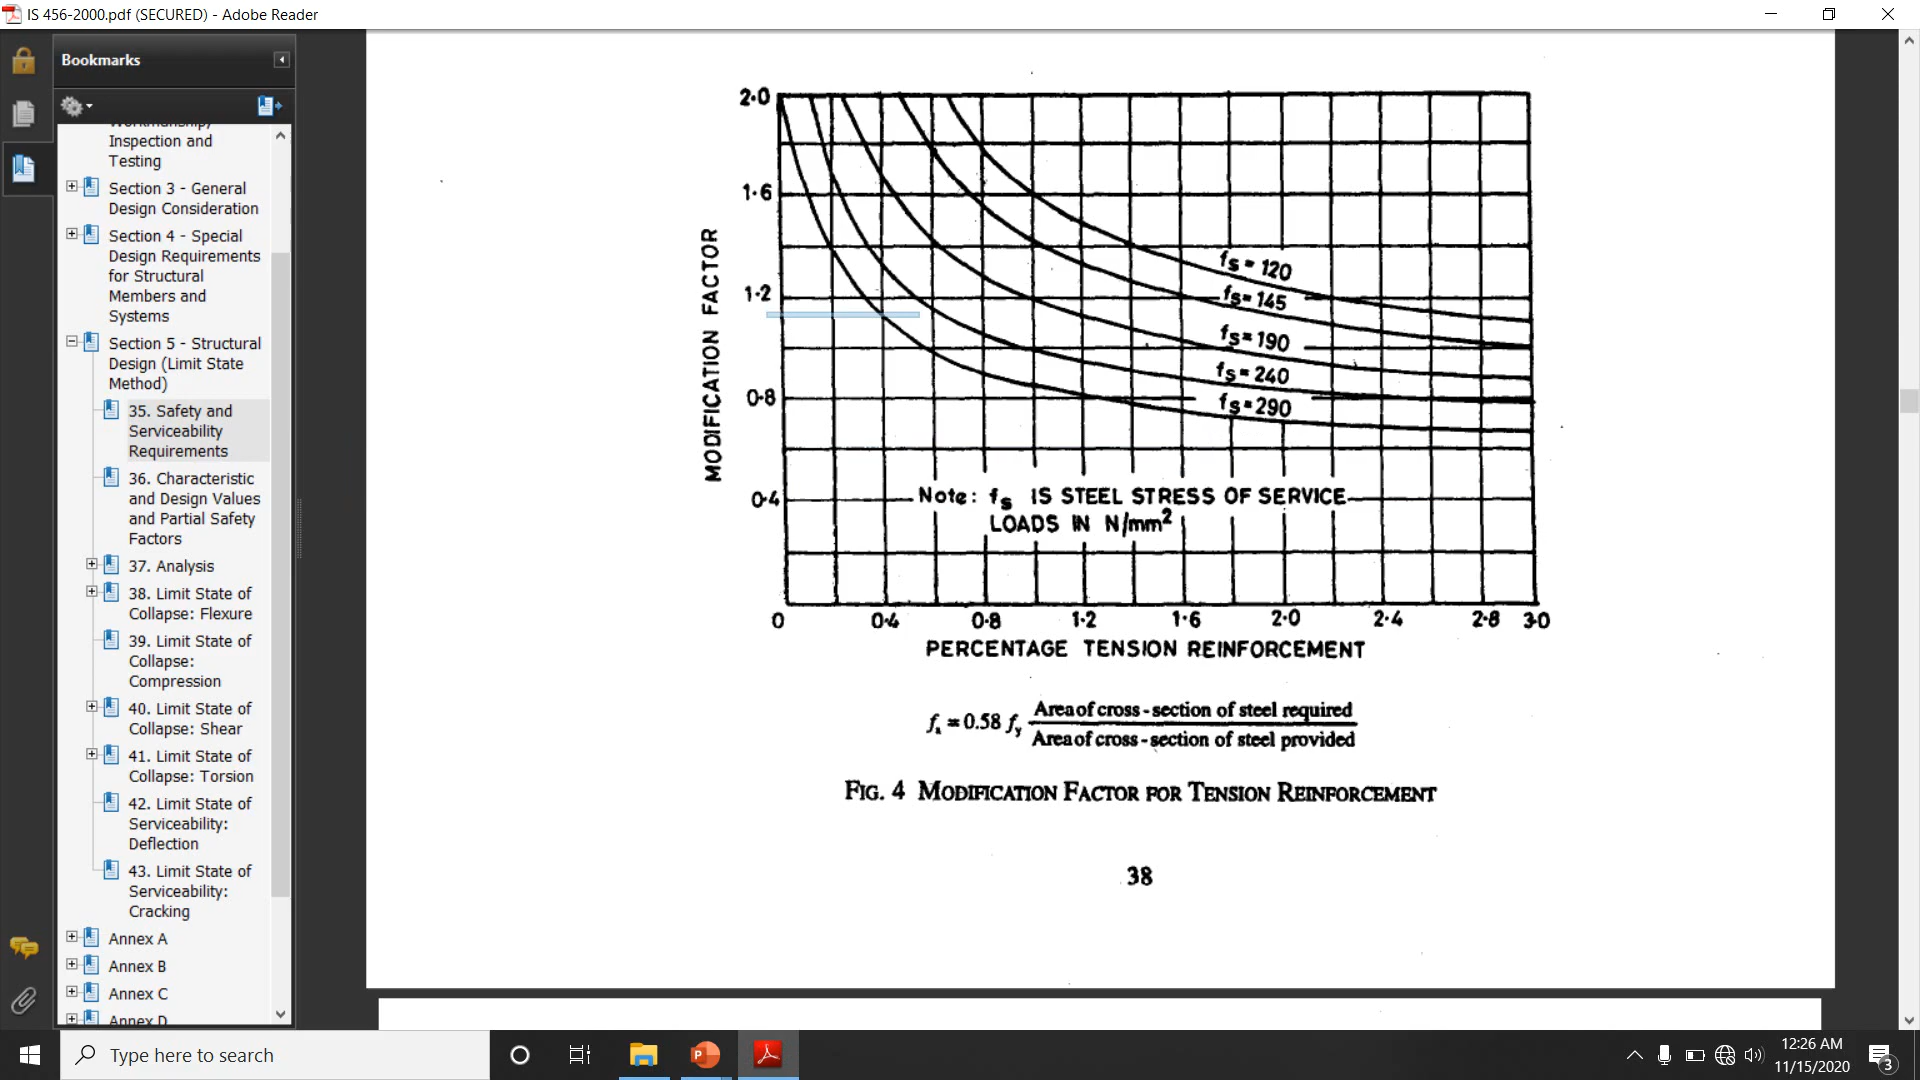 IS 456-2000.pdf (SECURED) - Adobe Reader
Bookmarks
Workmanship,
Inspection and
Testing
Section 3 - General
Design Consideration
Section 4 - Special
Design Requirements
for Structural
Members and
Systems
Section 5 - Structural
Design (Limit State
Method)
35. Safety and
Serviceability
Requirements
36. Characteristic
and Design Values
and Partial Safety
Factors
37. Analysis
38. Limit State of
Collapse: Flexure
39. Limit State of
Collapse:
Compression
40. Limit State of
Collapse: Shear
41. Limit State of
Collapse: Torsion
42. Limit State of
Serviceability:
Deflection
43. Limit State of
Serviceability:
Cracking
Annex A
Annex B
Annex C
Annex D
2.0
1.6
1.2
0.8
0.4
MODIFICATION FACTOR
fs = 120
fs = 145
fs = 190
fs = 240
fs = 290
Note: fs IS STEEL STRESS OF SERVICE
LOADS IN N/mm2
0 0.4 0.8 1.2 1.6 2.0 2.4 2.8 3.0
PERCENTAGE TENSION REINFORCEMENT
fs = 0.58 fy Area of cross-section of steel required
Area of cross-section of steel provided
FIG. 4 MODIFICATION FACTOR FOR TENSION REINFORCEMENT
38
Type here to search
12:26 AM
11/15/2020
3